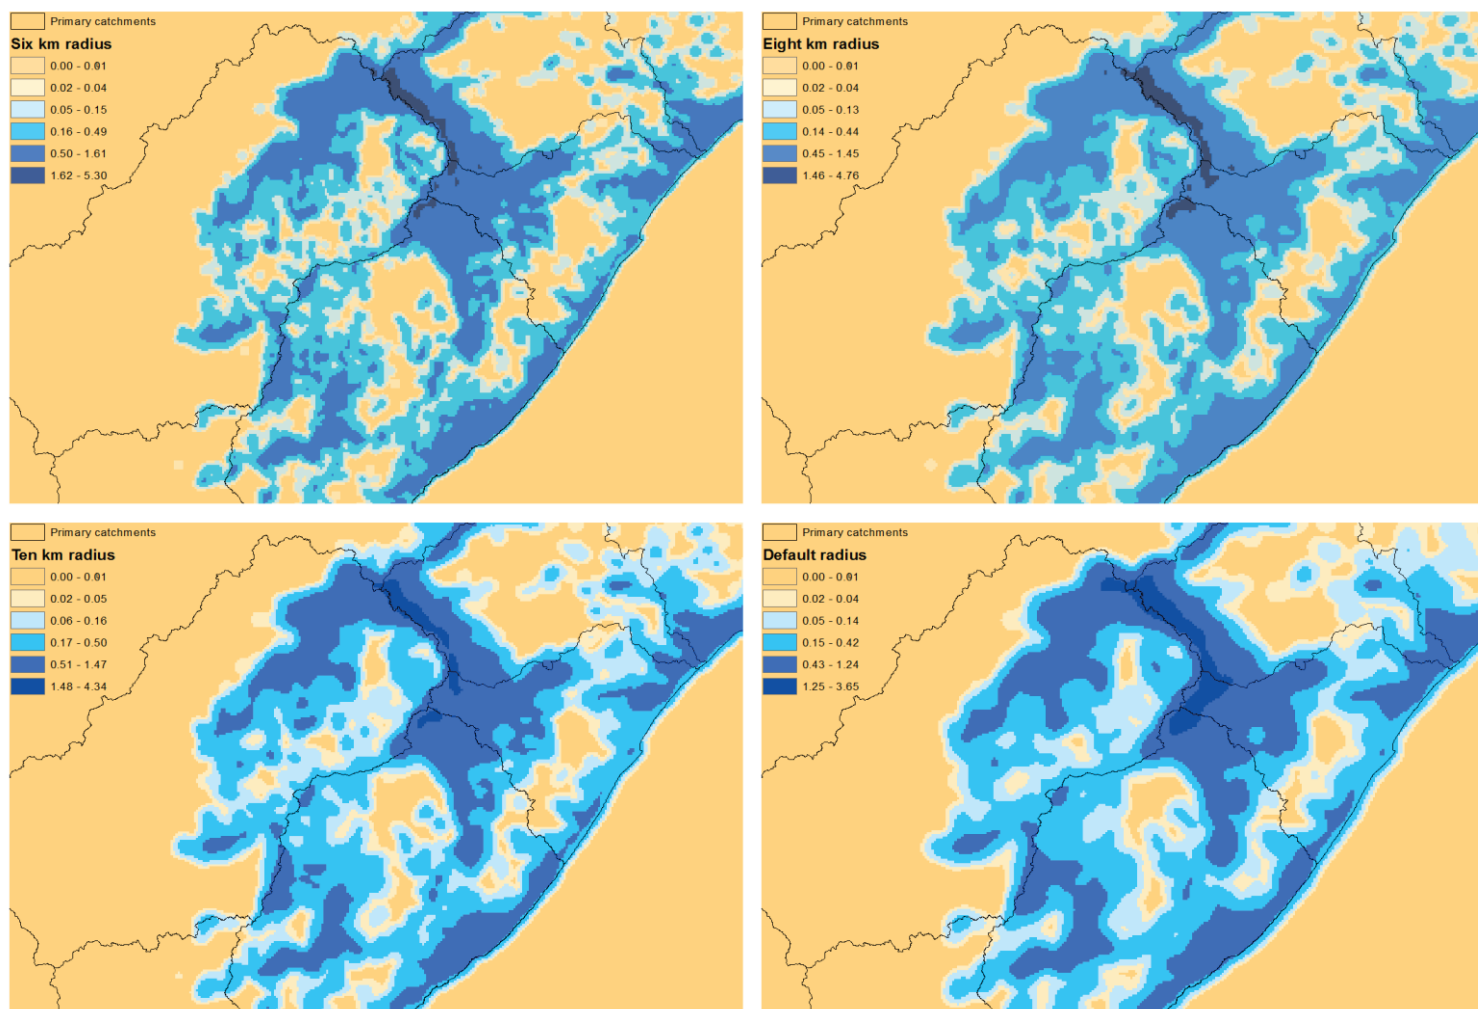 Primary catchments
Six km radius
0.00 - 0.01
0.02 - 0.04
0.05 - 0.15
0.16 - 0.49
0.50 - 1.61
1.62 - 5.30
Primary catchments
Eight km radius
0.00 - 0.01
0.02 - 0.04
0.05 - 0.13
0.14 - 0.44
0.45 - 1.45
1.46 - 4.76
Primary catchments
Ten km radius
0.00 - 0.01
0.02 - 0.05
0.06 - 0.16
0.17 - 0.50
0.51 - 1.47
1.48 - 4.34
Primary catchments
Default radius
0.00 - 0.01
0.02 - 0.04
0.05 - 0.14
0.15 - 0.42
0.43 - 1.24
1.25 - 3.65